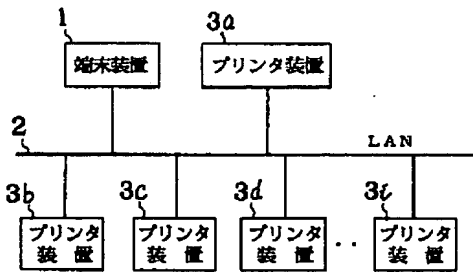 1
3a
端末装置
プリンタ装置
2
LAN
3b
3c
3d
3i
プリンタ
装 置
プリンタ
装 置
プリンタ
装 置
‥
プリンタ
装 置